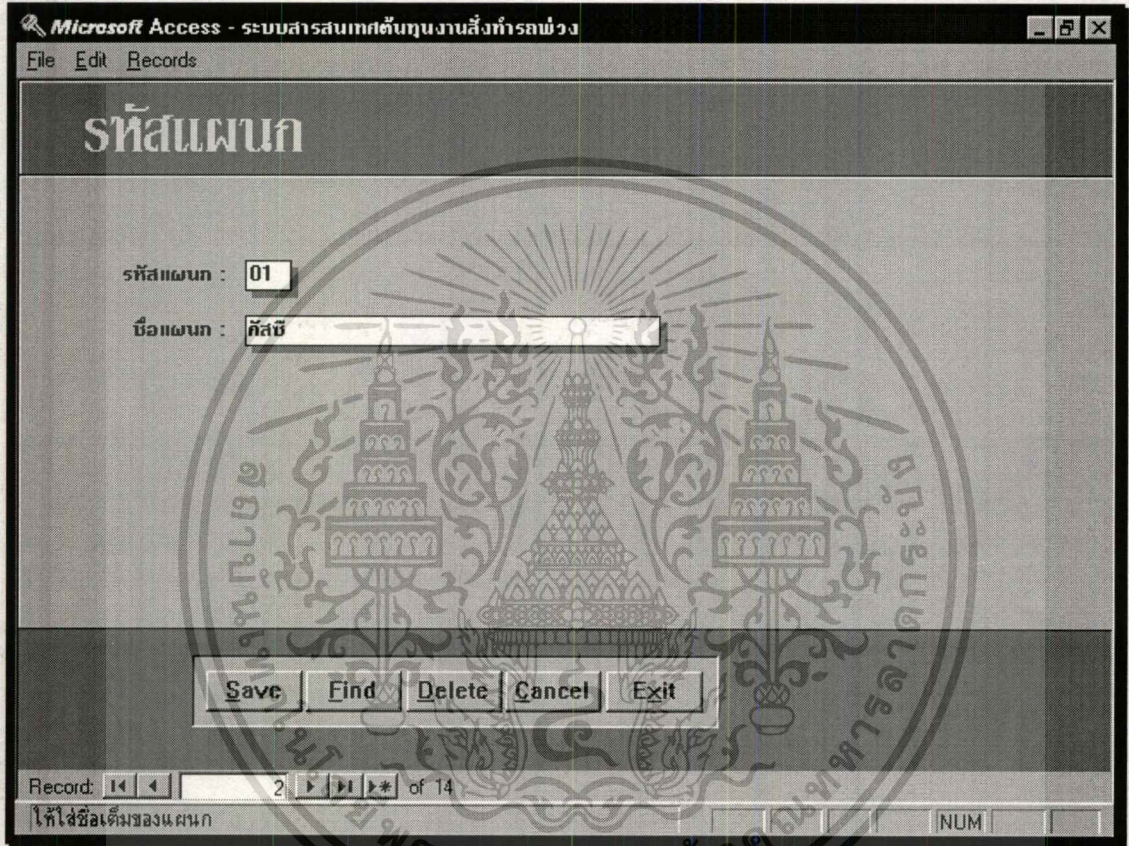 Microsoft Access - ระบบสารสนเทศต้นทุนงานสั่งทำรถพ่วง
File Edit Records
รหัสแผนก
รหัสแผนก : 01
ชื่อแผนก : คัสซี
Save Find Delete Cancel Exit
Record: 2 of 14
ให้ใส่ชื่อเต็มของแผนก
NUM